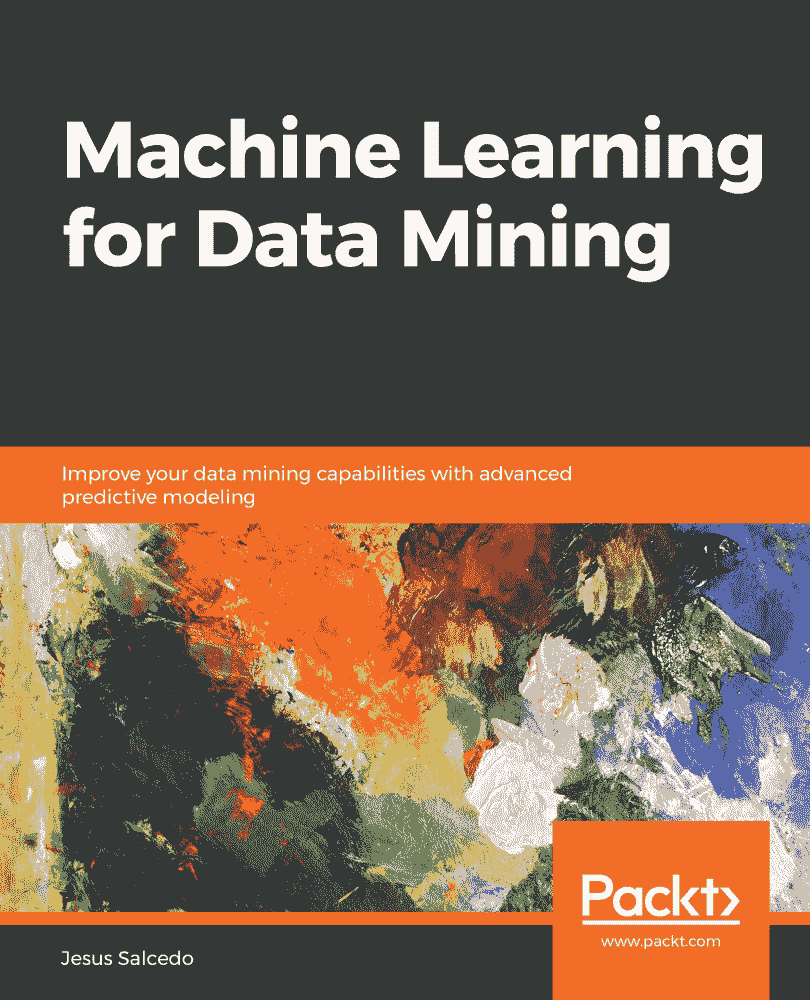 Machine Learning
for Data Mining
Improve your data mining capabilities with advanced
predictive modeling
Packt>
www.packt.com
Jesus Salcedo